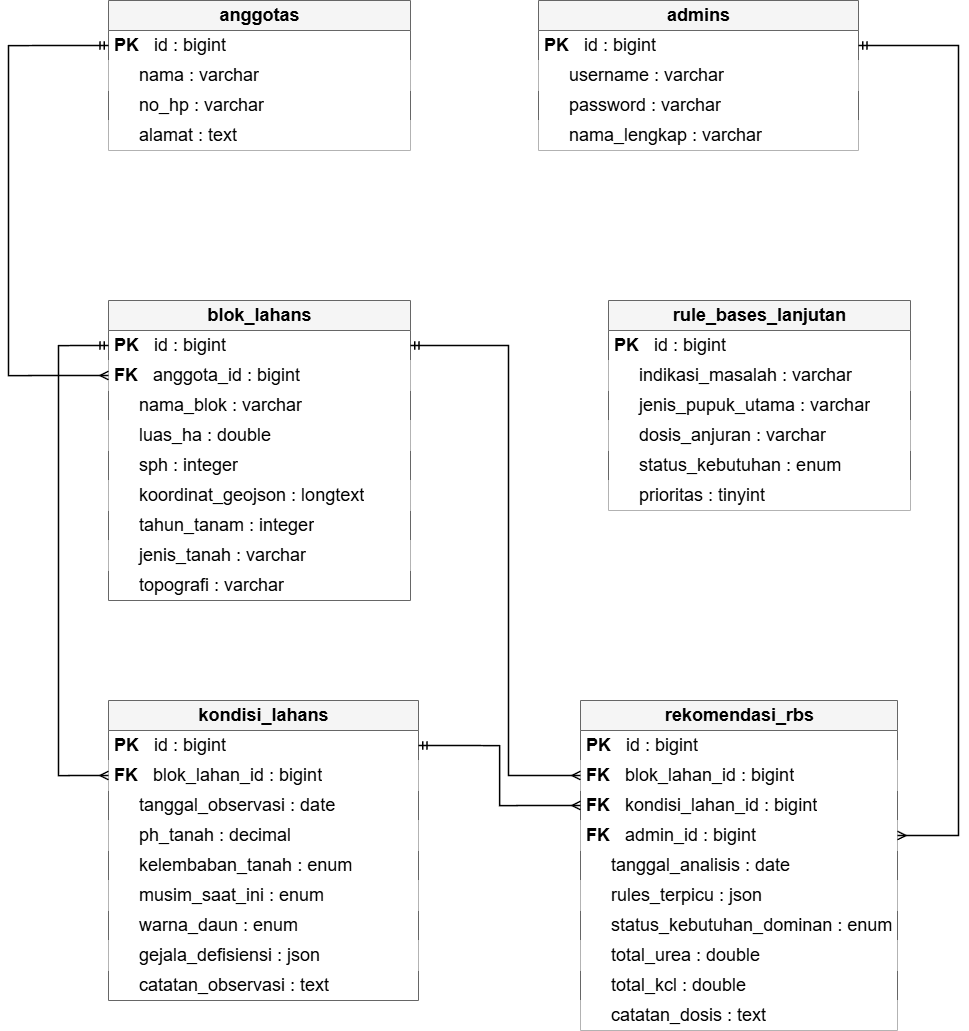 anggotas
PK id : bigint
nama : varchar
no_hp : varchar
alamat : text
admins
PK id : bigint
username : varchar
password : varchar
nama_lengkap : varchar
blok_lahans
PK id : bigint
FK anggota_id : bigint
nama_blok : varchar
luas_ha : double
sph : integer
koordinat_geojson : longtext
tahun_tanam : integer
jenis_tanah : varchar
topografi : varchar
rule_bases_lanjutan
PK id : bigint
indikasi_masalah : varchar
jenis_pupuk_utama : varchar
dosis_anjuran : varchar
status_kebutuhan : enum
prioritas : tinyint
kondisi_lahans
PK id : bigint
FK blok_lahan_id : bigint
tanggal_observasi : date
ph_tanah : decimal
kelembaban_tanah : enum
musim_saat_ini : enum
warna_daun : enum
gejala_defisiensi : json
catatan_observasi : text
rekomendasi_rbs
PK id : bigint
FK blok_lahan_id : bigint
FK kondisi_lahan_id : bigint
FK admin_id : bigint
tanggal_analisis : date
rules_terpicu : json
status_kebutuhan_dominan : enum
total_urea : double
total_kcl : double
catatan_dosis : text